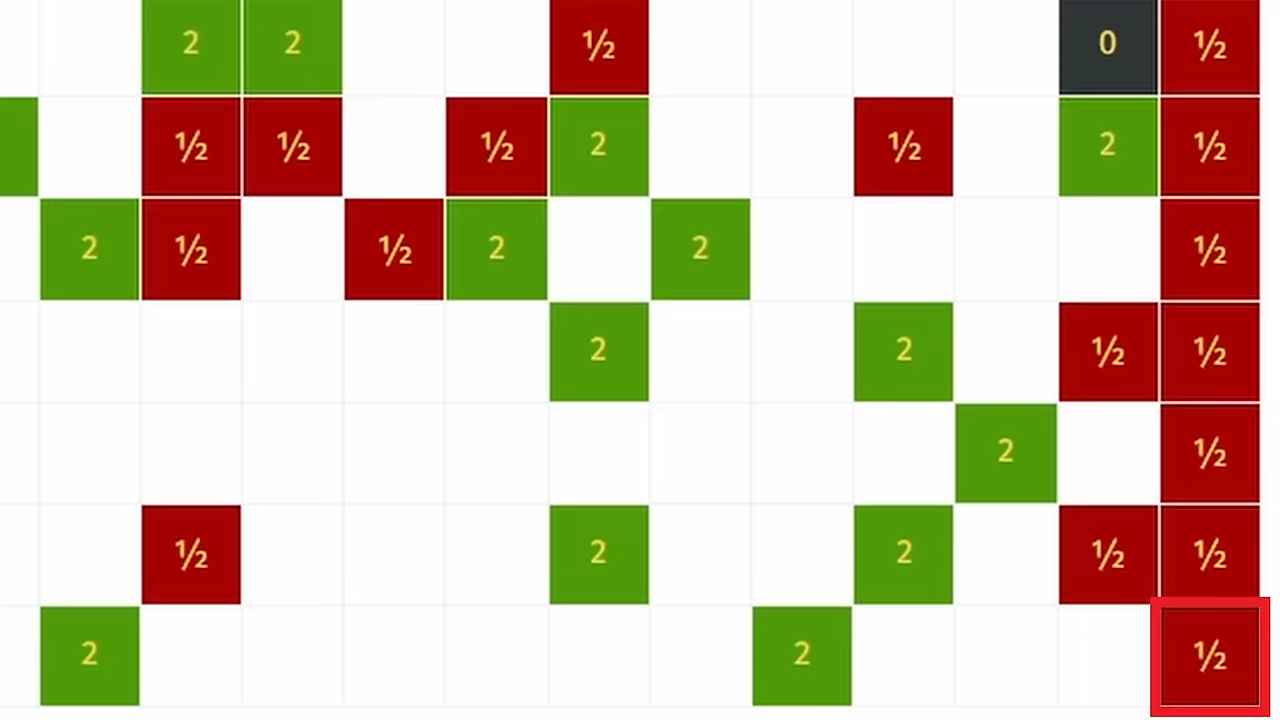 2 2 ½ 0 ½
½ ½ ½ 2 ½ 2 ½
2 ½ ½ 2 2 ½
2 2 ½ ½
2 ½
½ 2 2 ½ ½
2 2 ½